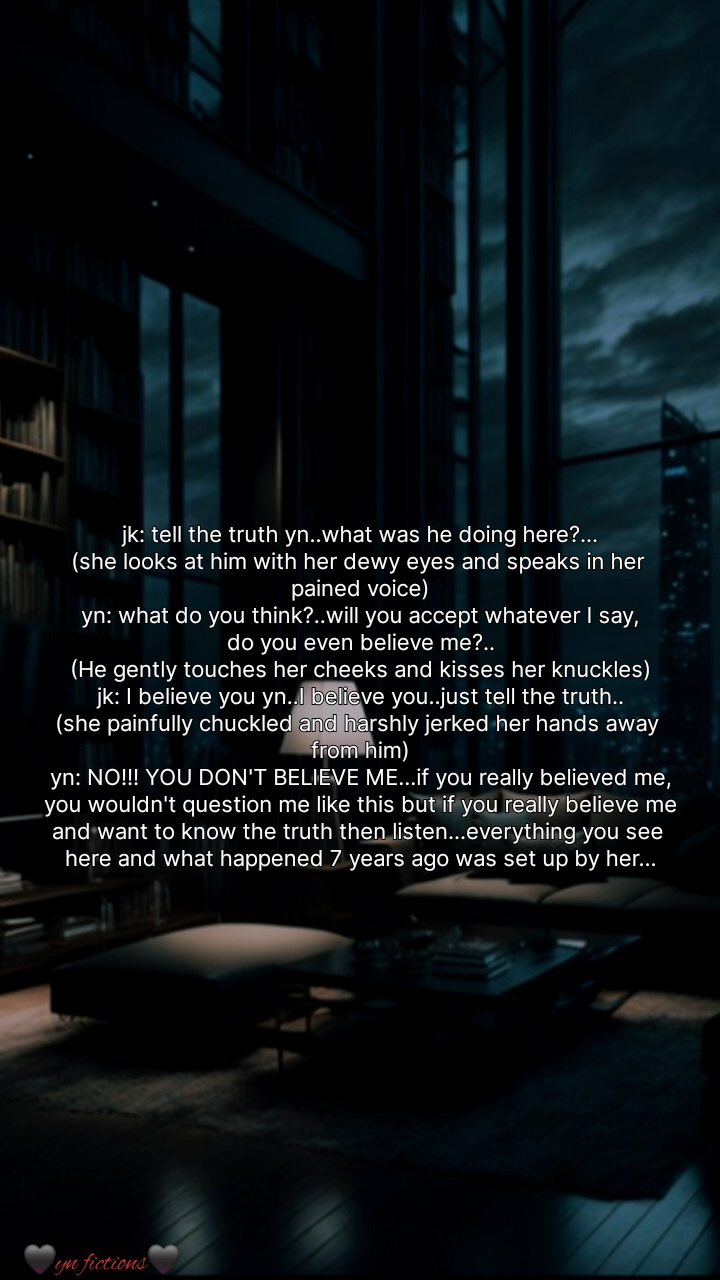 jk: tell the truth yn..what was he doing here?...
(she looks at him with her dewy eyes and speaks in her
pained voice)
yn: what do you think?..will you accept whatever I say,
do you even believe me?..
(He gently touches her cheeks and kisses her knuckles)
jk: I believe you yn..I believe you..just tell the truth..
(she painfully chuckled and harshly jerked her hands away
from him)
yn: NO!!! YOU DON'T BELIEVE ME...if you really believed me,
you wouldn't question me like this but if you really believe me
and want to know the truth then listen...everything you see
here and what happened 7 years ago was set up by her...
🩶yn fictions🩶